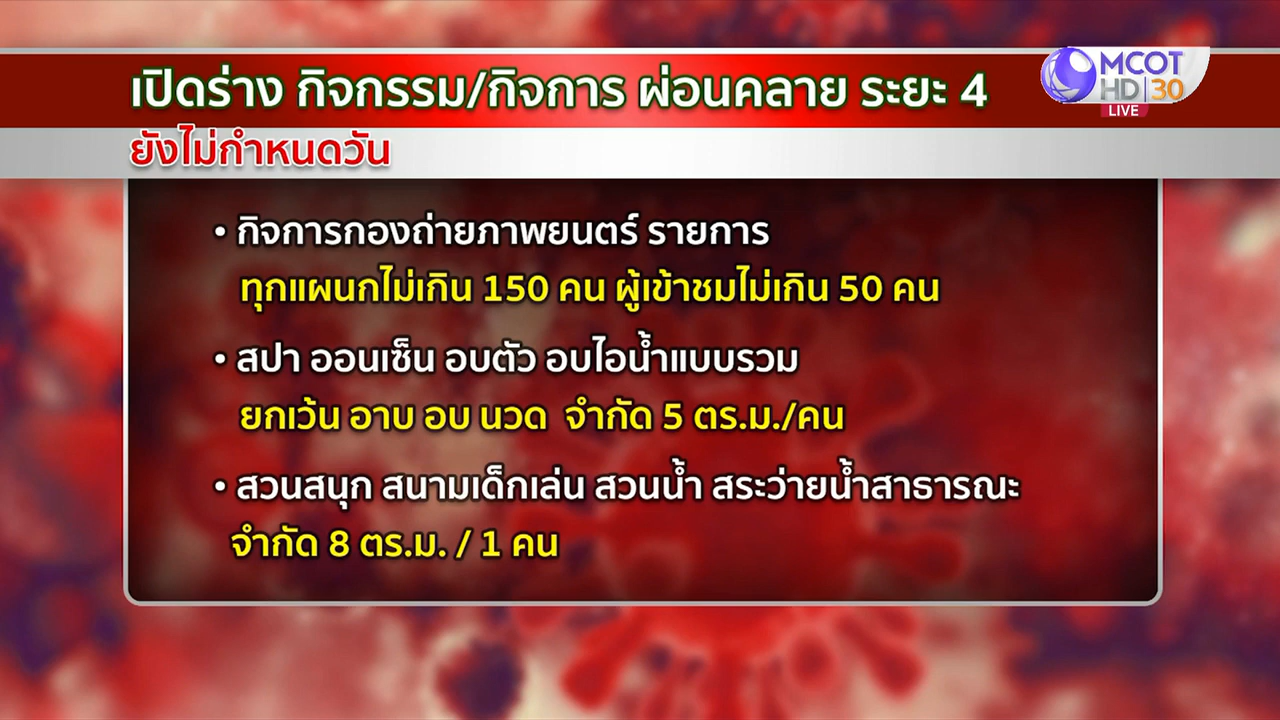 เปิดร่าง กิจกรรม/กิจการ ผ่อนคลาย ระยะ 4
MCOT
HD 30
LIVE
ยังไม่กำหนดวัน
• กิจการกองถ่ายภาพยนตร์ รายการ
ทุกแผนกไม่เกิน 150 คน ผู้เข้าชมไม่เกิน 50 คน
• สปา ออนเซ็น อบตัว อบไอน้ำแบบรวม
ยกเว้น อาบ อบ นวด จำกัด 5 ตร.ม./คน
• สวนสนุก สนามเด็กเล่น สวนน้ำ สระว่ายน้ำสาธารณะ
จำกัด 8 ตร.ม. / 1 คน